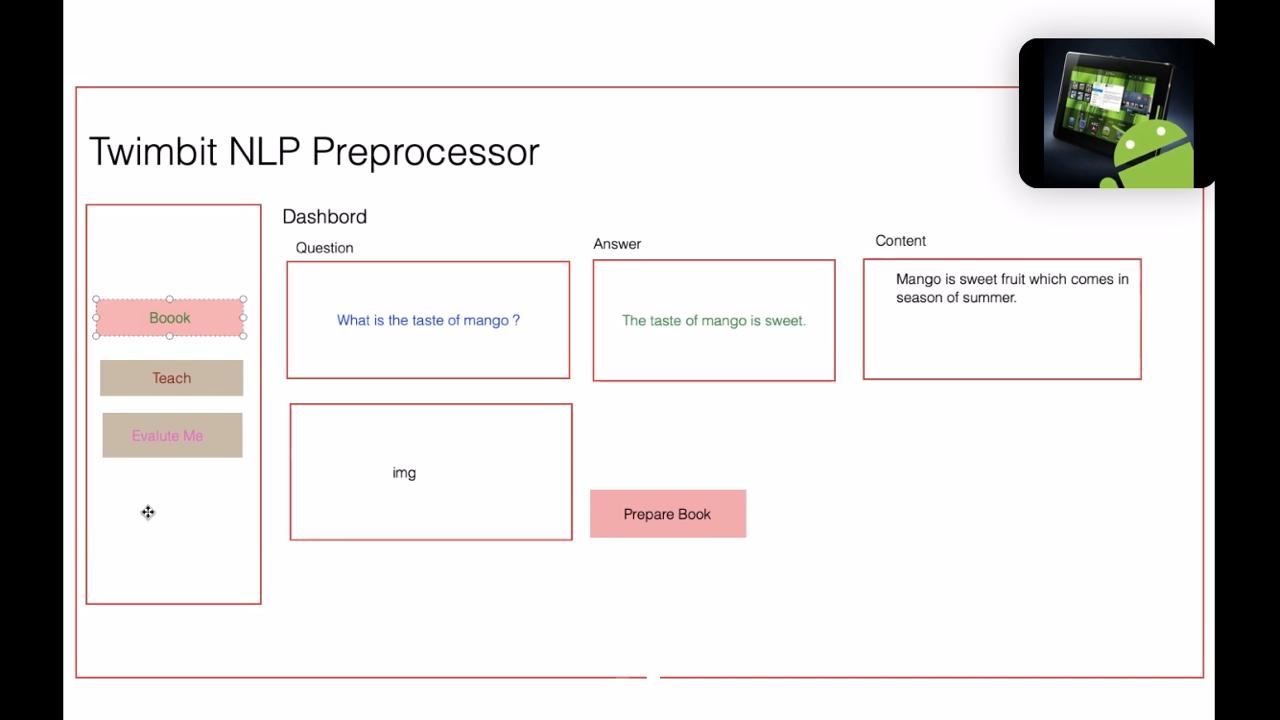 Twimbit NLP Preprocessor
Dashbord
Question
Answer
Content
Boook
Teach
Evalute Me
What is the taste of mango ?
The taste of mango is sweet.
Mango is sweet fruit which comes in
season of summer.
img
Prepare Book